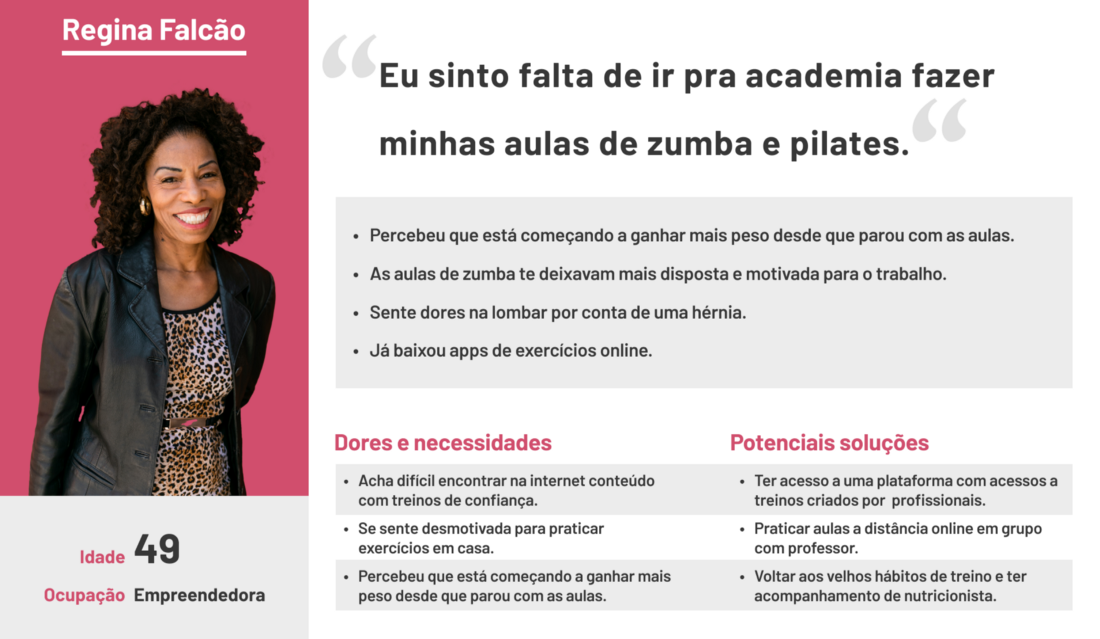 Regina Falcão
“Eu sinto falta de ir pra academia fazer
minhas aulas de zumba e pilates.“
• Percebeu que está começando a ganhar mais peso desde que parou com as aulas.
• As aulas de zumba te deixavam mais disposta e motivada para o trabalho.
• Sente dores na lombar por conta de uma hérnia.
• Já baixou apps de exercícios online.
Dores e necessidades
• Acha difícil encontrar na internet conteúdo
com treinos de confiança.
• Se sente desmotivada para praticar
exercícios em casa.
• Percebeu que está começando a ganhar mais
peso desde que parou com as aulas.
Potenciais soluções
• Ter acesso a uma plataforma com acessos a
treinos criados por profissionais.
• Praticar aulas a distância online em grupo
com professor.
• Voltar aos velhos hábitos de treino e ter
acompanhamento de nutricionista.
Idade 49
Ocupação Empreendedora